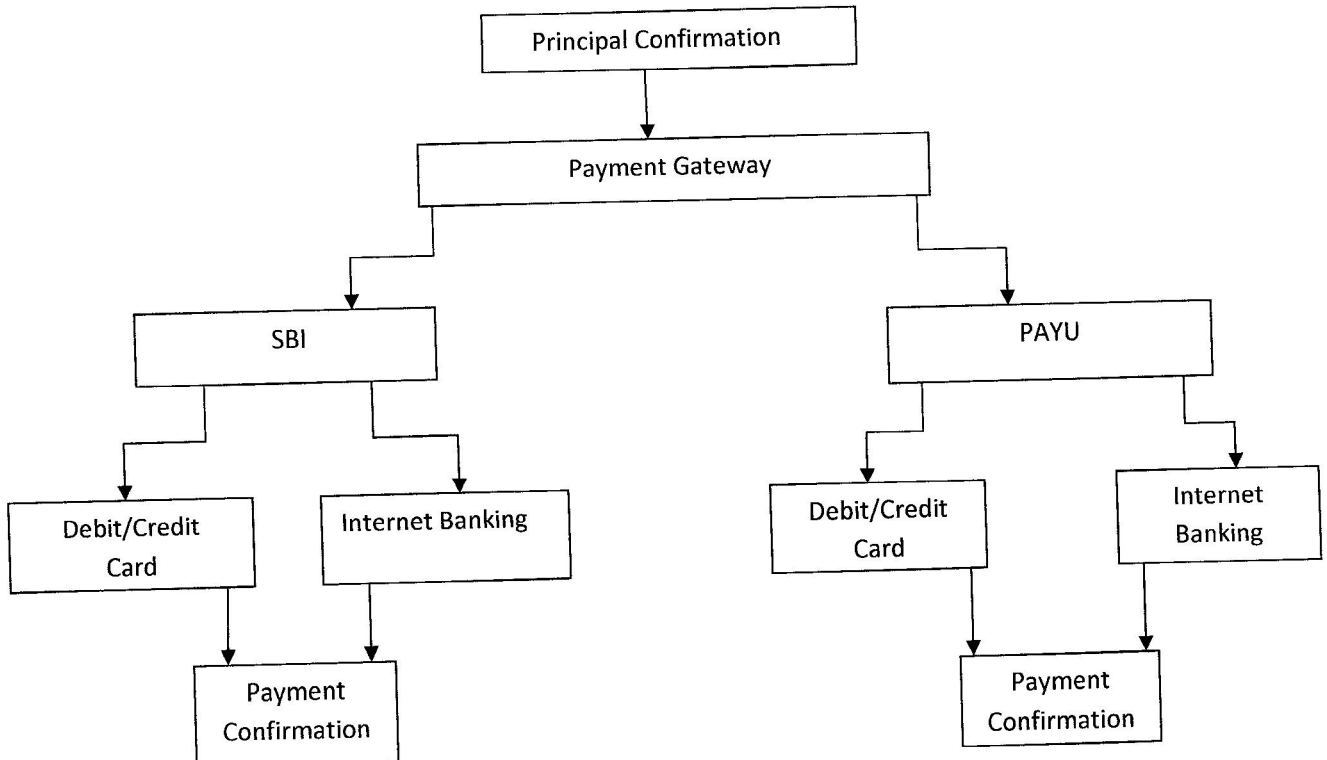 Principal Confirmation
Payment Gateway
SBI
PAYU
Debit/Credit
Card
Internet Banking
Debit/Credit
Card
Internet
Banking
Payment
Confirmation
Payment
Confirmation